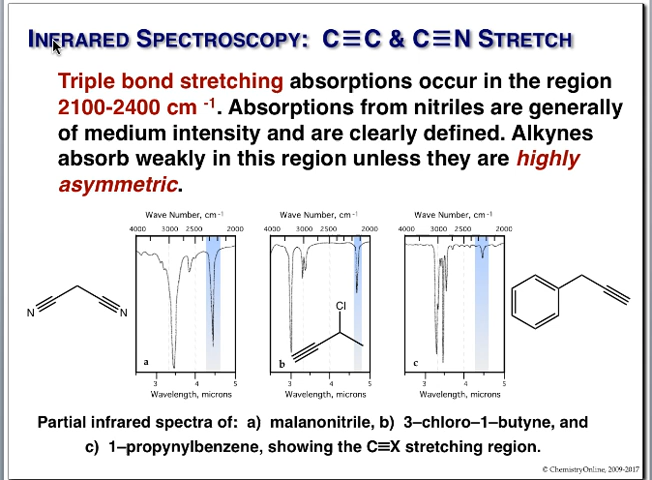 INFRARED SPECTROSCOPY: C≡C & C≡N STRETCH
Triple bond stretching absorptions occur in the region
2100-2400 cm -1. Absorptions from nitriles are generally
of medium intensity and are clearly defined. Alkynes
absorb weakly in this region unless they are highly
asymmetric.
Wave Number, cm-1
4000 3000 2500 2000
N
N
a
3 4 5
Wavelength, microns
Wave Number, cm-1
4000 3000 2500 2000
Cl
b
3 4 5
Wavelength, microns
Wave Number, cm-1
4000 3000 2500 2000
c
3 4 5
Wavelength, microns
Partial infrared spectra of: a) malanonitrile, b) 3–chloro–1–butyne, and
c) 1–propynylbenzene, showing the C≡X stretching region.
© ChemistryOnline, 2009-2017